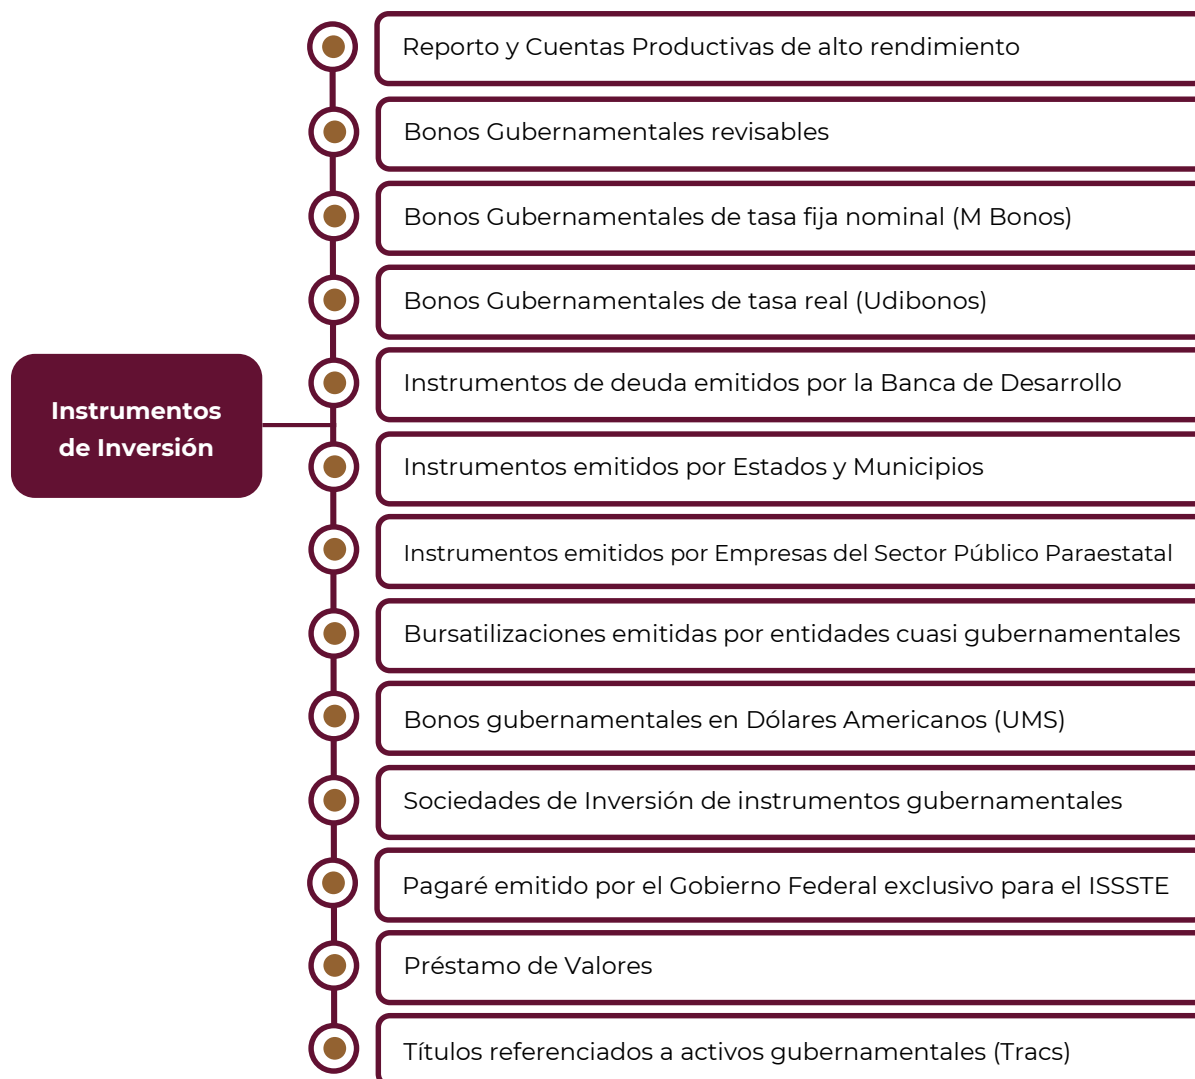 Reporto y Cuentas Productivas de alto rendimiento
Bonos Gubernamentales revisables
Bonos Gubernamentales de tasa fija nominal (M Bonos)
Bonos Gubernamentales de tasa real (Udibonos)
Instrumentos
de Inversión
Instrumentos de deuda emitidos por la Banca de Desarrollo
Instrumentos emitidos por Estados y Municipios
Instrumentos emitidos por Empresas del Sector Público Paraestatal
Bursatilizaciones emitidas por entidades cuasi gubernamentales
Bonos gubernamentales en Dólares Americanos (UMS)
Sociedades de Inversión de instrumentos gubernamentales
Pagaré emitido por el Gobierno Federal exclusivo para el ISSSTE
Préstamo de Valores
Títulos referenciados a activos gubernamentales (Tracs)